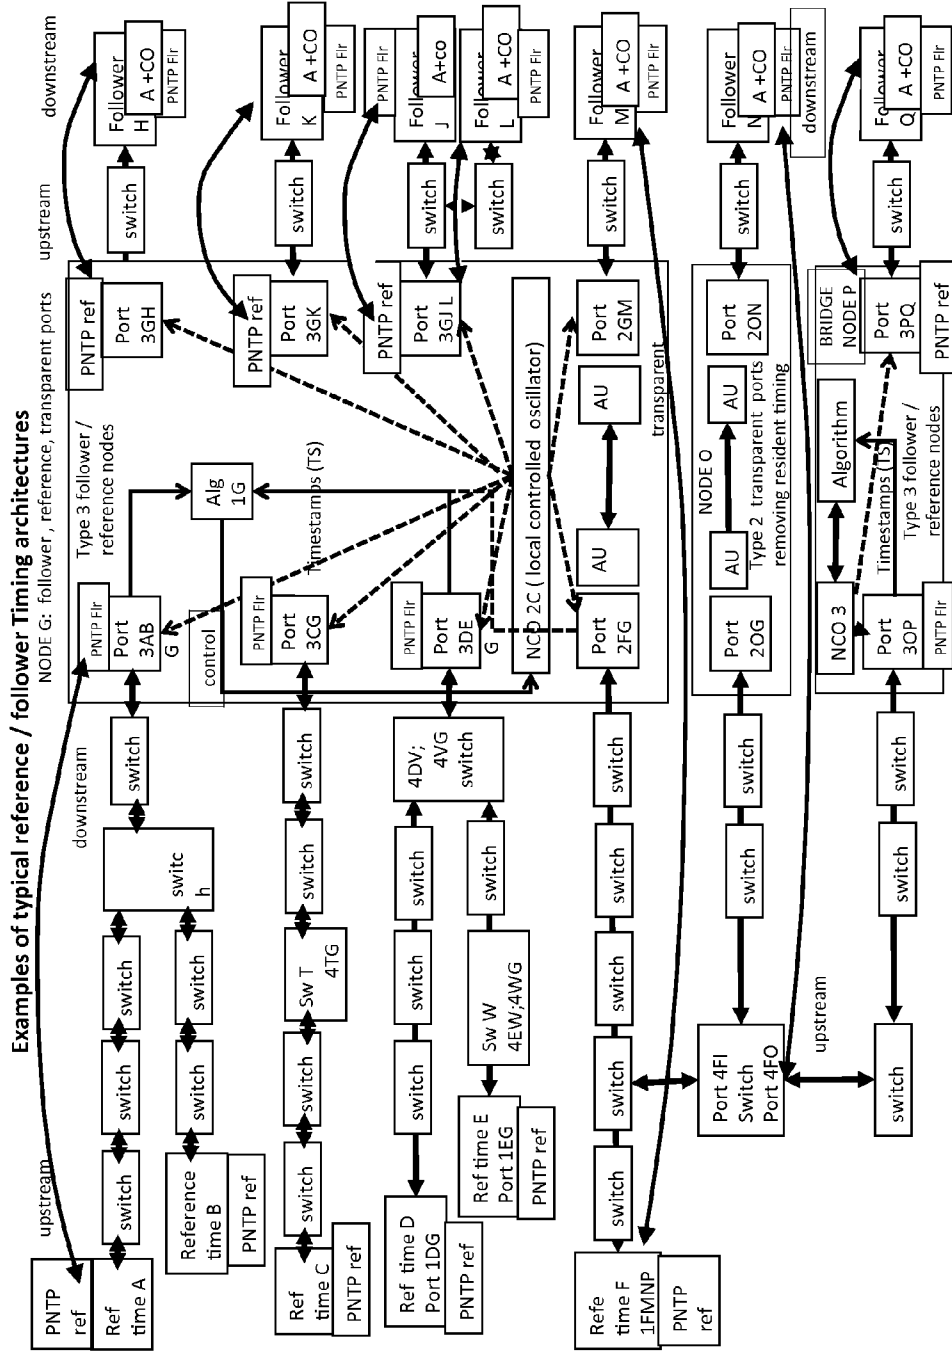 Examples of typical reference / follower Timing architectures
NODE G: follower , reference, transparent ports
upstream
downstream
upstream
downstream
PNTP
ref
Ref
time A
switch
switch
switch
switc
h
switch
PNTP Flr
Port
3AB
G
Type 3 follower /
reference nodes
PNTP ref
Port
3GH
switch
Follower
H
A +CO
PNTP Flr
Reference
time B
PNTP ref
switch
switch
control
Alg
1G
Ref
time C
PNTP ref
switch
switch
Sw T
4TG
switch
switch
PNTP Flr
Port
3CG
Timestamps (TS)
PNTP ref
Port
3GK
switch
Follower
K
A +CO
PNTP Flr
Ref time D
Port 1DG
PNTP ref
switch
switch
switch
4DV;
4VG
switch
PNTP Flr
Port
3DE
G
PNTP ref
Port
3GJ L
switch
PNTP Flr
Follower
J
A+co
Ref time E
Port 1EG
PNTP ref
Sw W
4EW;4WG
switch
NCO 2C ( local controlled oscillator)
switch
Follower
L
A +CO
PNTP Flr
Refe
time F
1FMNP
PNTP
ref
switch
switch
switch
switch
switch
Port
2FG
AU
AU
Port
2GM
transparent
switch
Follower
M
A +CO
PNTP Flr
Port 4FI
Switch
Port 4FO
switch
switch
Port
2OG
NODE O
AU
AU
Type 2 transparent ports
removing resident timing
Port
2ON
switch
Follower
N
A +CO
PNTP Flr
downstream
upstream
switch
switch
switch
NCO 3
Port
3OP
PNTP Flr
Algorithm
Timestamps (TS)
Type 3 follower /
reference nodes
BRIDGE
NODE P
Port
3PQ
PNTP ref
switch
Follower
Q
A +CO
PNTP Flr